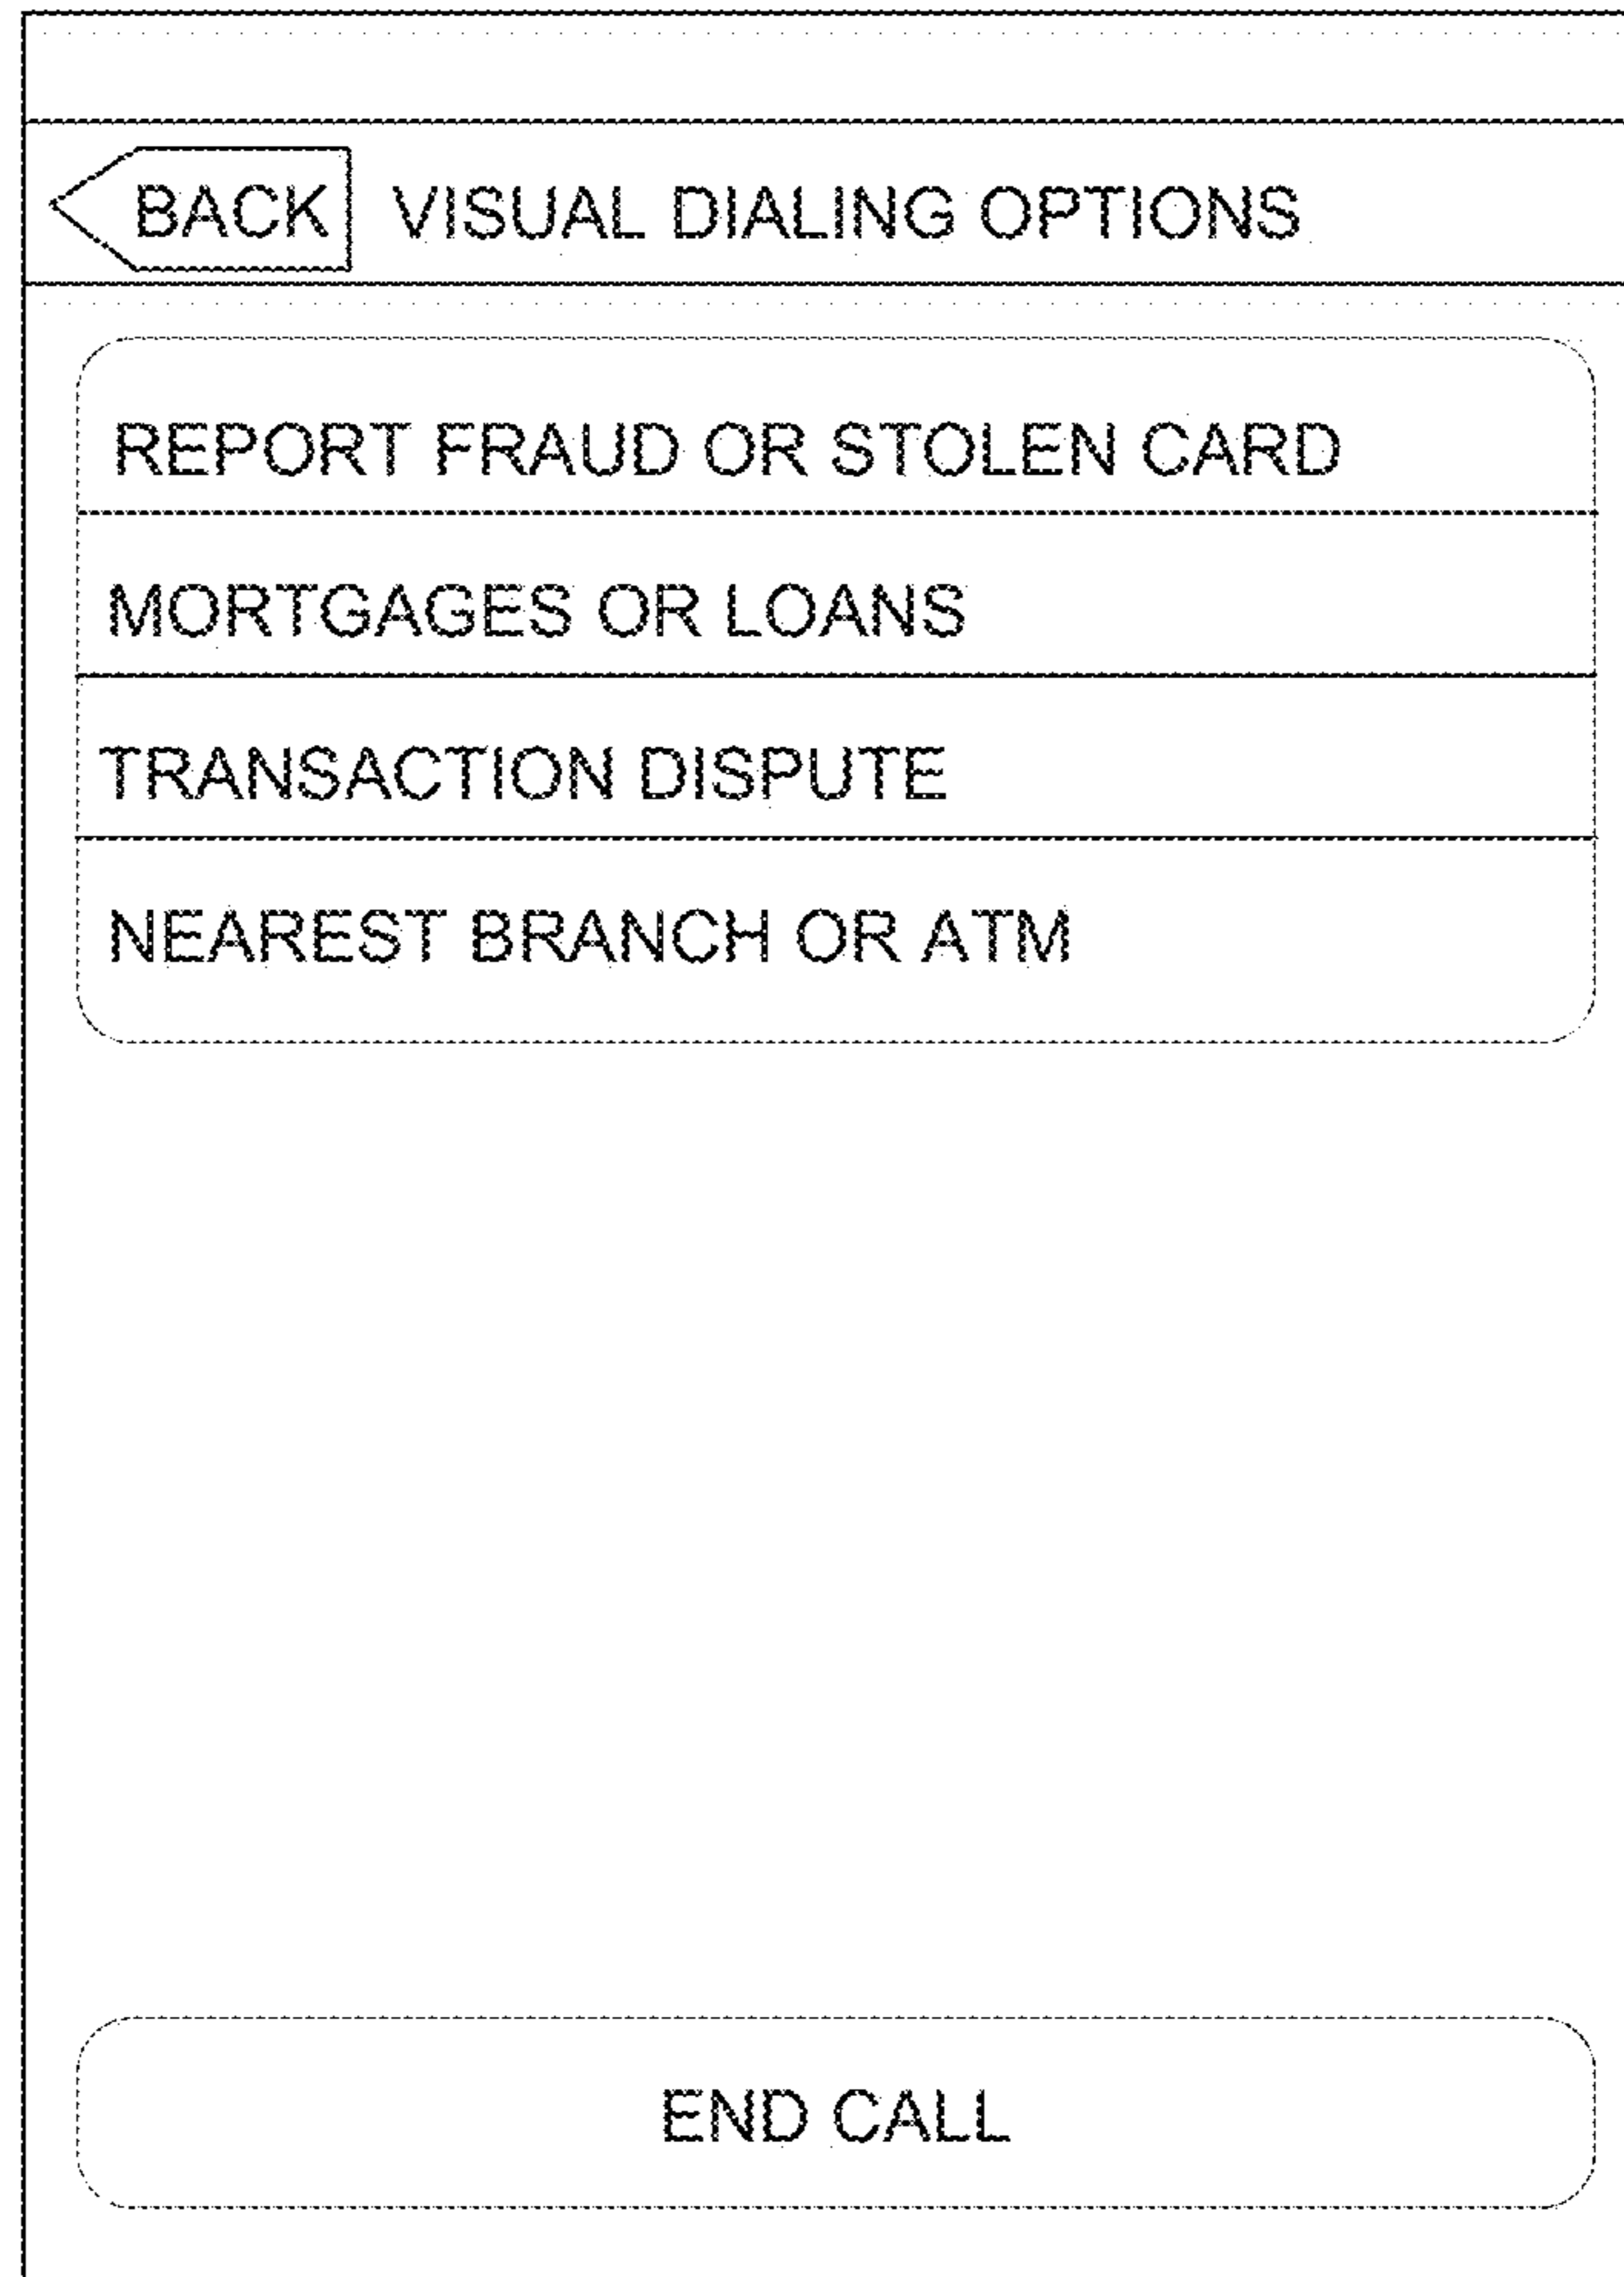 BACK VISUAL DIALING OPTIONS
REPORT FRAUD OR STOLEN CARD
MORTGAGES OR LOANS
TRANSACTION DISPUTE
NEAREST BRANCH OR ATM
END CALL